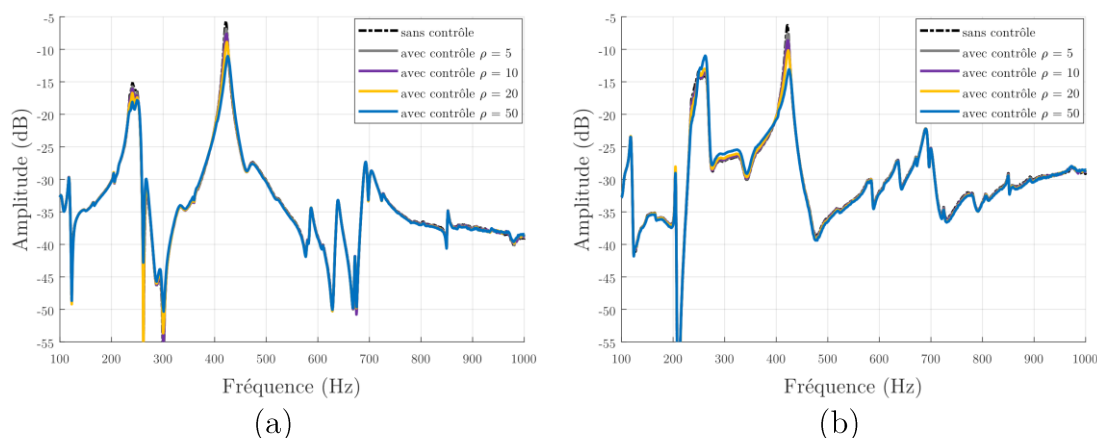 -5
-10
-15
-20
-25
-30
-35
-40
-45
-50
-55
Amplitude (dB)
sans contrôle
avec contrôle ρ = 5
avec contrôle ρ = 10
avec contrôle ρ = 20
avec contrôle ρ = 50
100 200 300 400 500 600 700 800 900 1000
Fréquence (Hz)
(a)
-5
-10
-15
-20
-25
-30
-35
-40
-45
-50
-55
Amplitude (dB)
sans contrôle
avec contrôle ρ = 5
avec contrôle ρ = 10
avec contrôle ρ = 20
avec contrôle ρ = 50
100 200 300 400 500 600 700 800 900 1000
Fréquence (Hz)
(b)